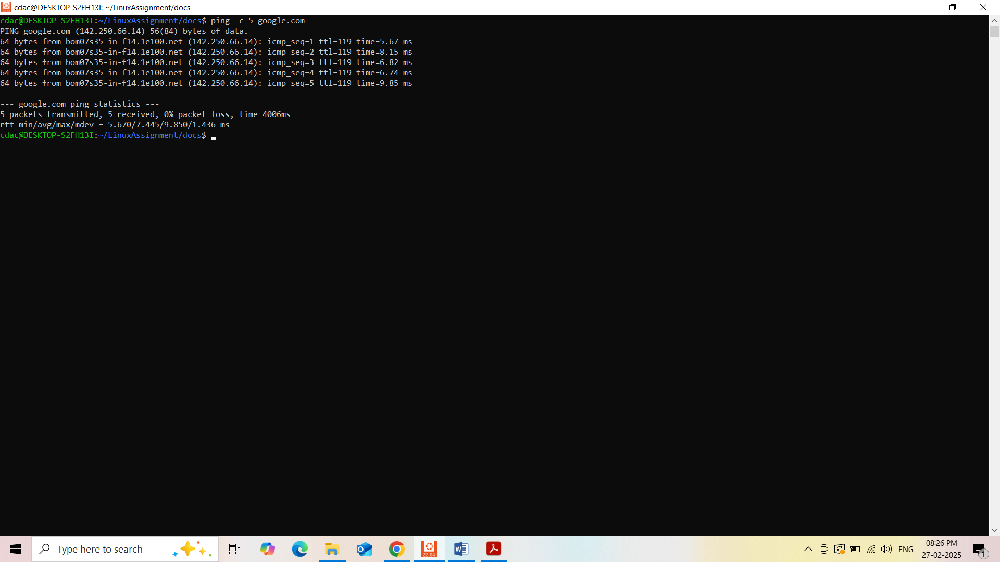 cdac@DESKTOP-S2FH13I: ~/LinuxAssignment/docs
cdac@DESKTOP-S2FH13I:~/LinuxAssignment/docs$ ping -c 5 google.com
PING google.com (142.250.66.14) 56(84) bytes of data.
64 bytes from bom07s35-in-f14.1e100.net (142.250.66.14): icmp_seq=1 ttl=119 time=5.67 ms
64 bytes from bom07s35-in-f14.1e100.net (142.250.66.14): icmp_seq=2 ttl=119 time=8.15 ms
64 bytes from bom07s35-in-f14.1e100.net (142.250.66.14): icmp_seq=3 ttl=119 time=6.82 ms
64 bytes from bom07s35-in-f14.1e100.net (142.250.66.14): icmp_seq=4 ttl=119 time=6.74 ms
64 bytes from bom07s35-in-f14.1e100.net (142.250.66.14): icmp_seq=5 ttl=119 time=9.85 ms
--- google.com ping statistics ---
5 packets transmitted, 5 received, 0% packet loss, time 4006ms
rtt min/avg/max/mdev = 5.670/7.445/9.850/1.436 ms
cdac@DESKTOP-S2FH13I:~/LinuxAssignment/docs$
Type here to search
22.04
ENG
08:26 PM
27-02-2025
1